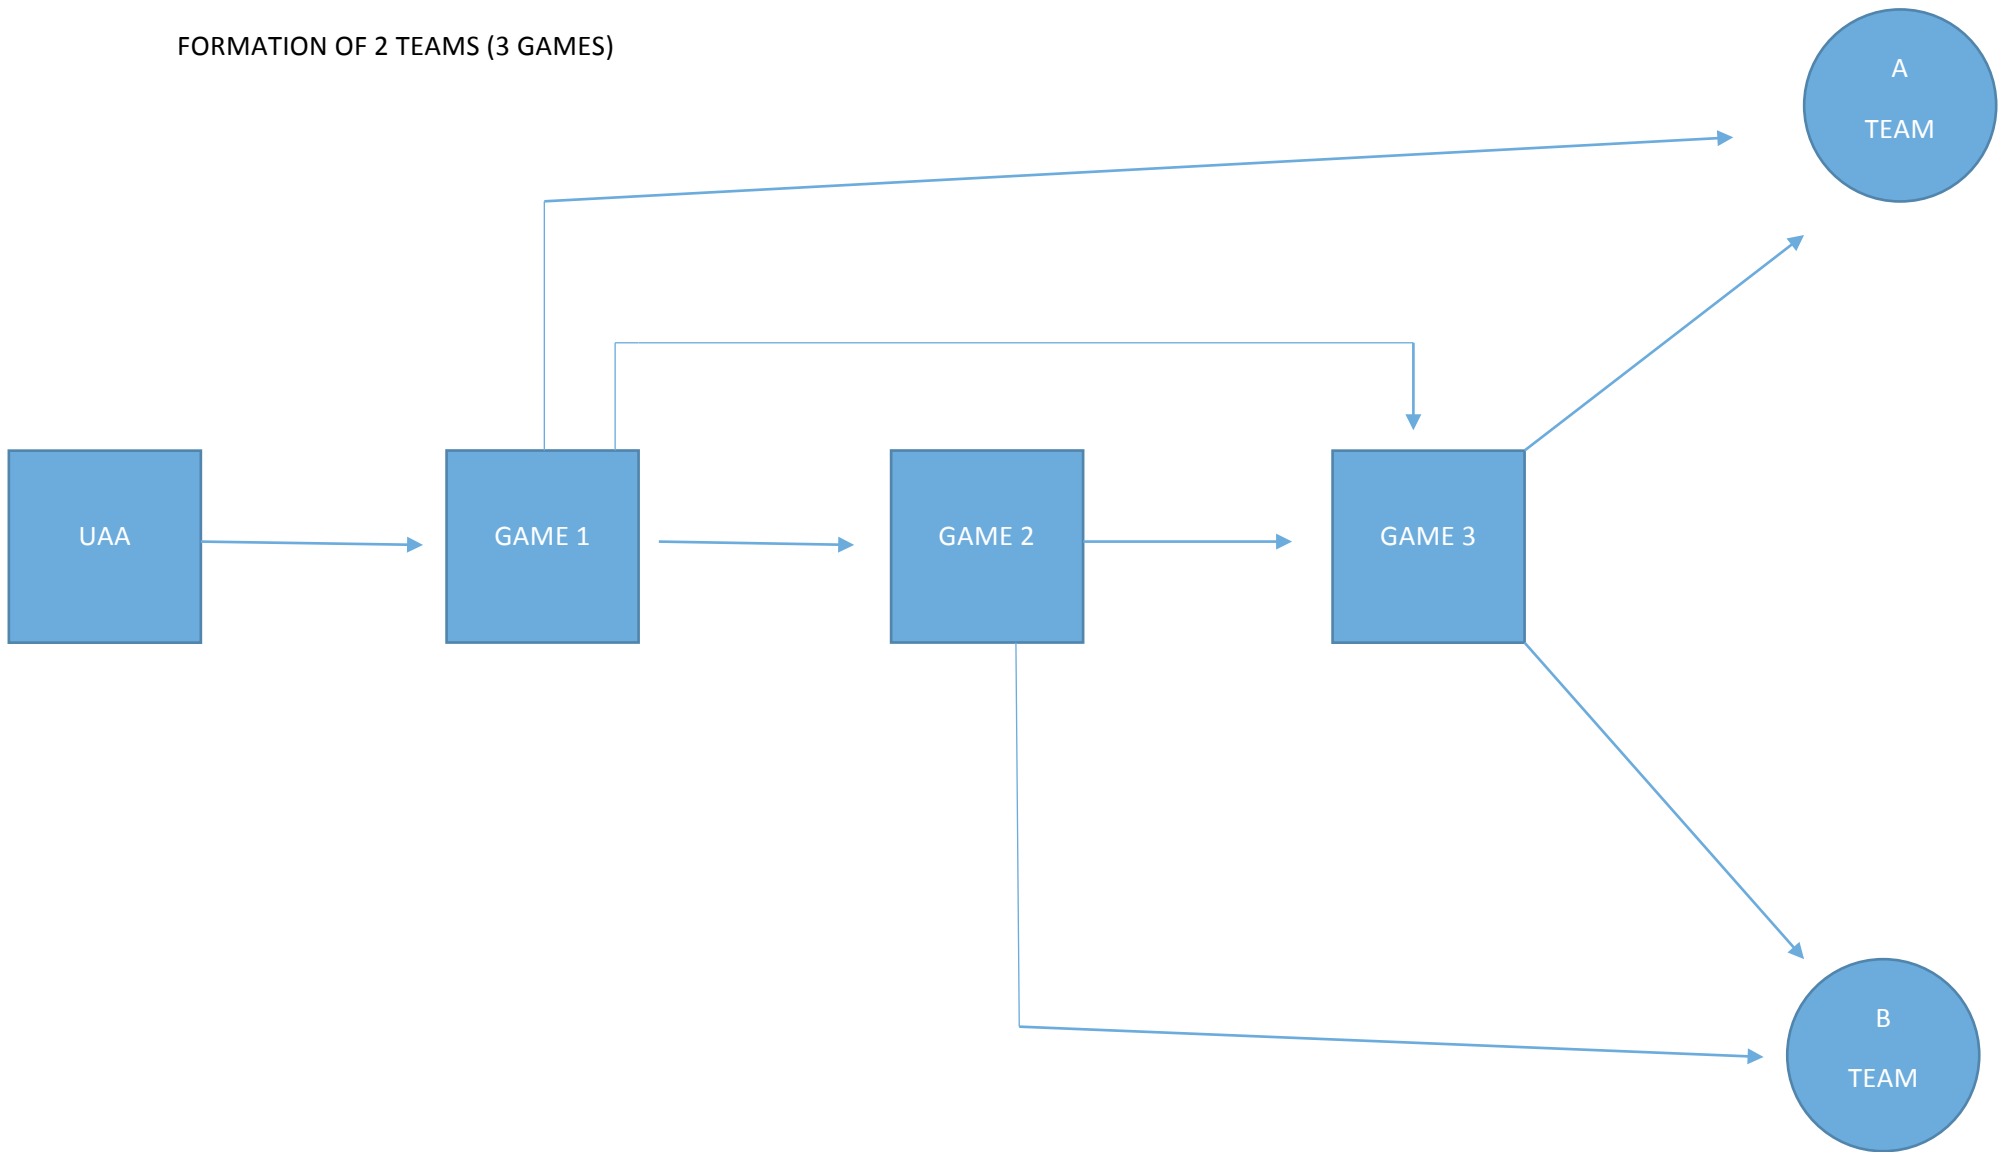 FORMATION OF 2 TEAMS (3 GAMES)
A
TEAM
UAA
GAME 1
GAME 2
GAME 3
B
TEAM